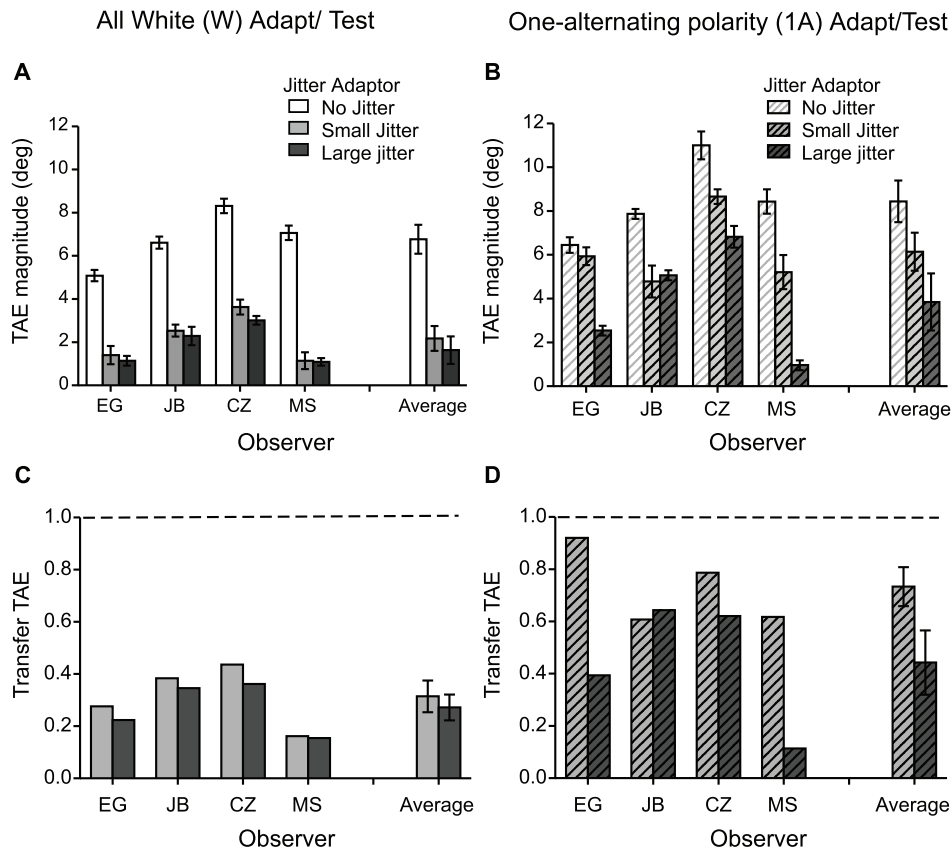 All White (W) Adapt/ Test
One-alternating polarity (1A) Adapt/Test
A
Jitter Adaptor
No Jitter
Small Jitter
Large jitter
TAE magnitude (deg)
12
10
8
6
4
2
0
EG JB CZ MS Average
Observer
B
Jitter Adaptor
No Jitter
Small Jitter
Large jitter
TAE magnitude (deg)
12
10
8
6
4
2
0
EG JB CZ MS Average
Observer
C
Transfer TAE
1.0
0.8
0.6
0.4
0.2
0.0
EG JB CZ MS Average
Observer
D
Transfer TAE
1.0
0.8
0.6
0.4
0.2
0.0
EG JB CZ MS Average
Observer